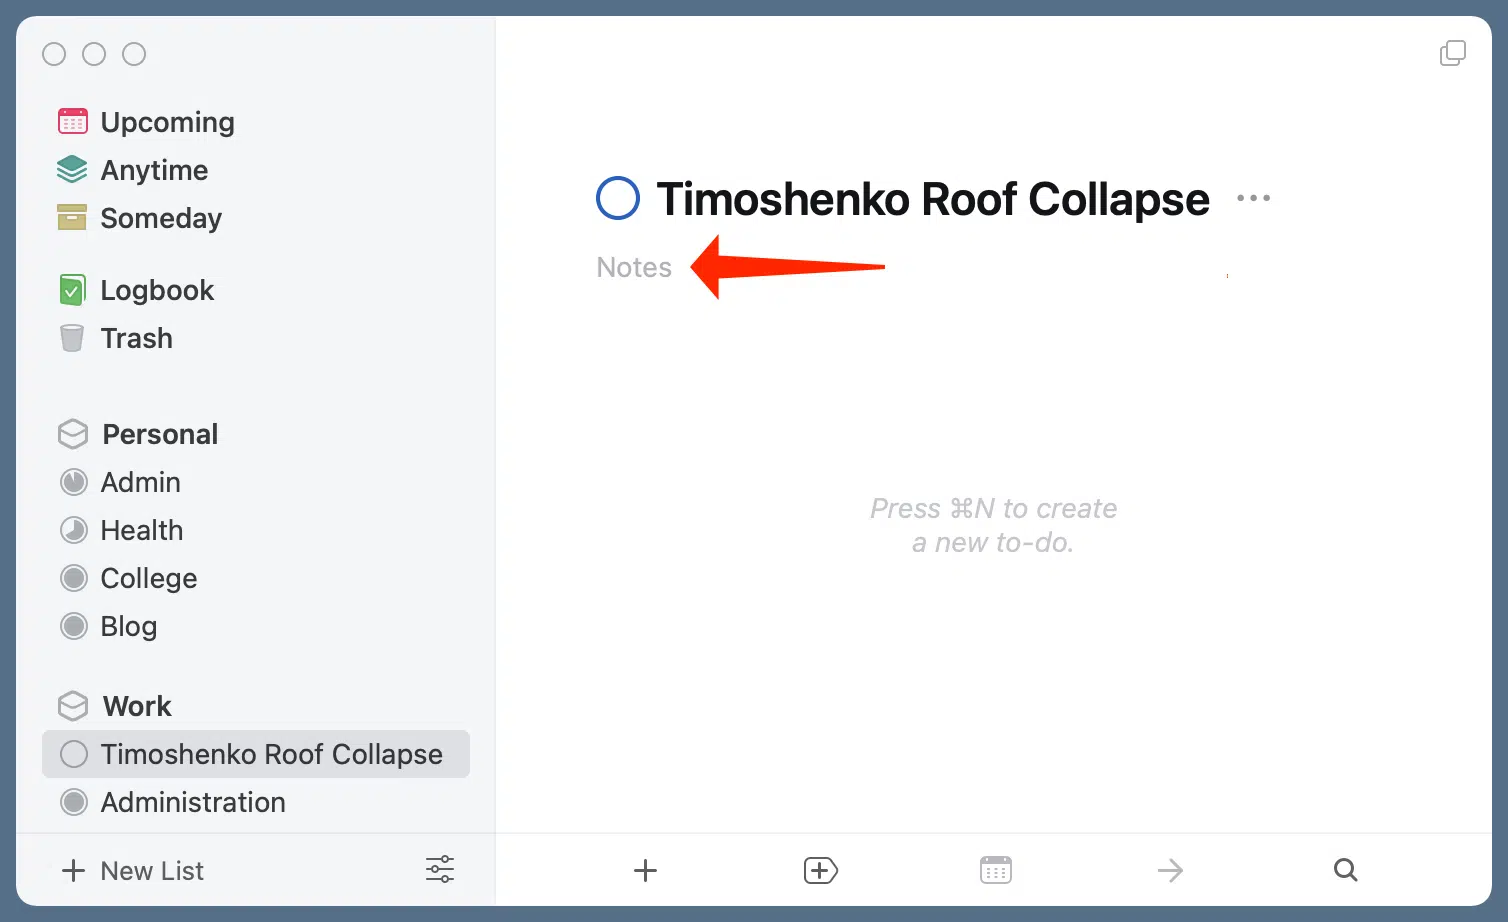 Upcoming
Anytime
Someday
Logbook
Trash
Personal
Admin
Health
College
Blog
Work
Timoshenko Roof Collapse
Administration
New List
Timoshenko Roof Collapse
Notes
Press ⌘N to create
a new to-do.